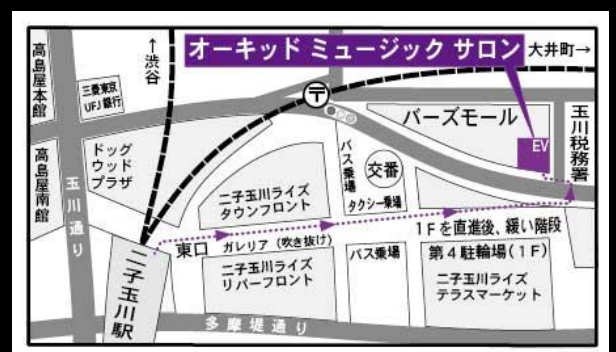 オーキッド ミュージック サロン
大井町→
↑渋谷
高島屋本館
三菱東京
UFJ銀行
〒
バーズモール
EV
玉川税務署
高島屋南館
ドッグ
ウッド
プラザ
バス乗場
交番
玉川通り
二子玉川ライズ
タウンフロント
タクシー乗場
1Fを直進後、緩い階段
東口
ガレリア（吹き抜け）
二子玉川駅
二子玉川ライズ
リバーフロント
バス乗場
第4駐輪場（1F）
二子玉川ライズ
テラスマーケット
多摩堤通り